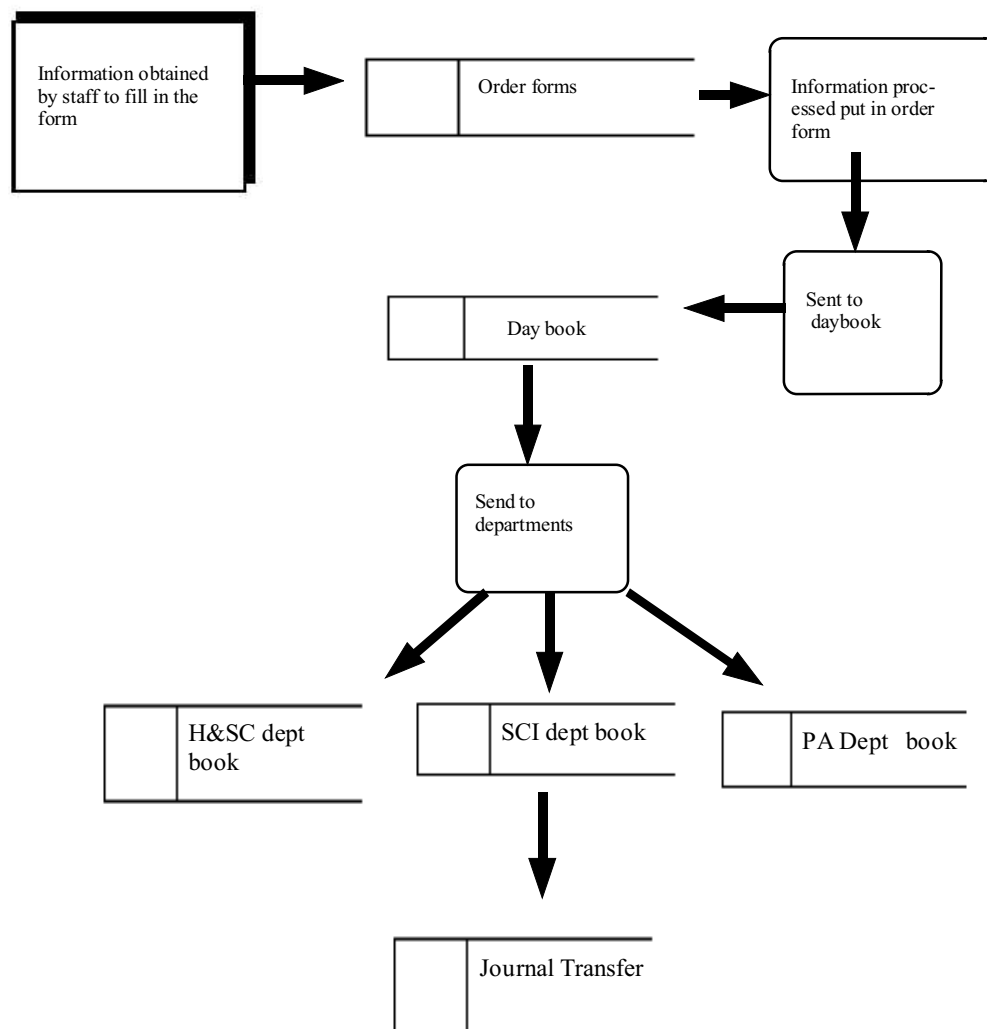 Information obtained
by staff to fill in the
form
Order forms
Information proc-
essed put in order
form
Sent to
daybook
Day book
Send to
departments
H&SC dept
book
SCI dept book
PA Dept book
Journal Transfer